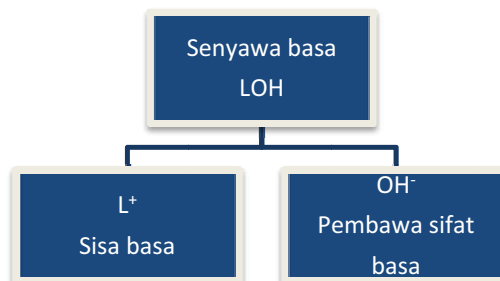 Senyawa basa
LOH
L⁺
Sisa basa
OH⁻
Pembawa sifat
basa